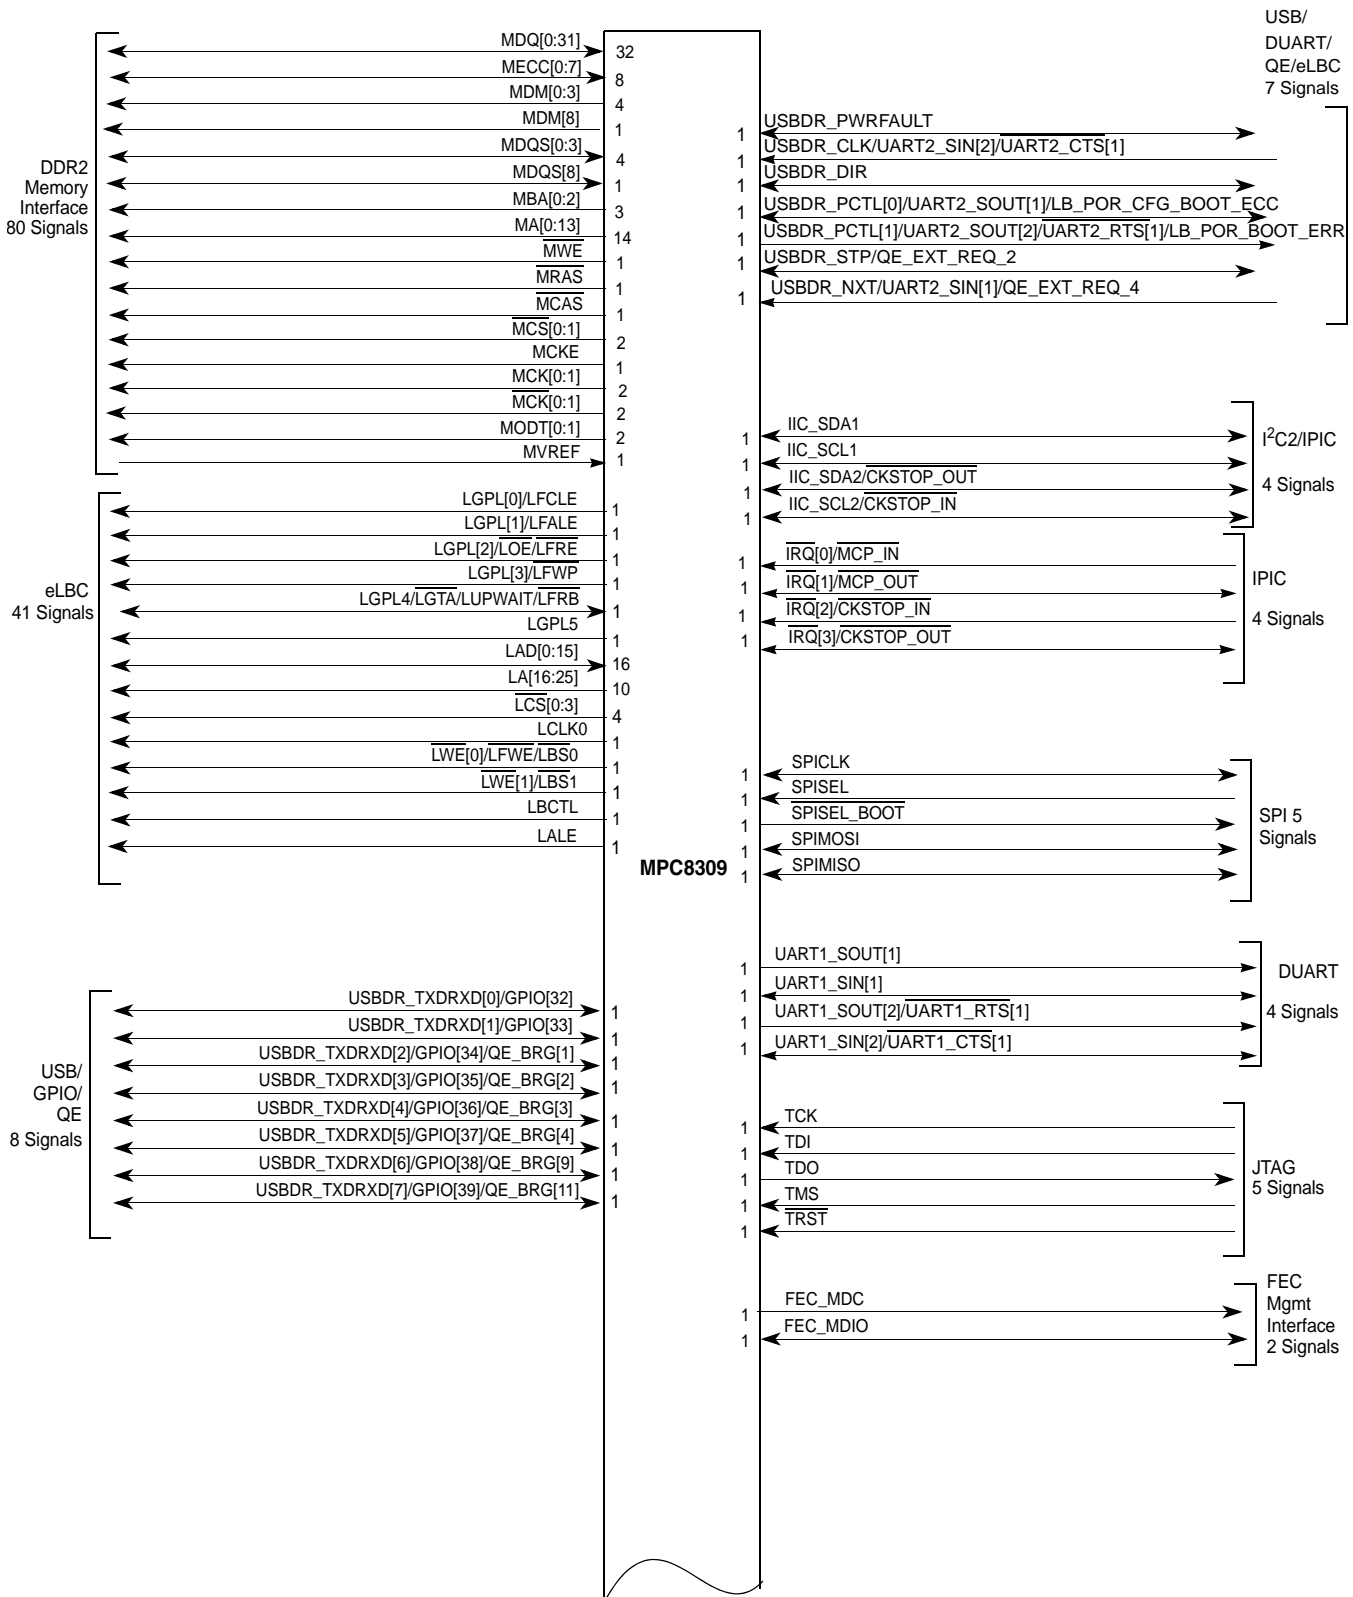 DDR2
Memory
Interface
80 Signals
MDQ[0:31] 32
MECC[0:7] 8
MDM[0:3] 4
MDM[8] 1
MDQS[0:3] 4
MDQS[8] 1
MBA[0:2] 3
MA[0:13] 14
MWE 1
MRAS 1
MCAS 1
MCS[0:1] 2
MCKE 1
MCK[0:1] 2
MCK[0:1] 2
MODT[0:1] 2
MVREF 1
eLBC
41 Signals
LGPL[0]/LFCLE 1
LGPL[1]/LFALE 1
LGPL[2]/LOE/LFRE 1
LGPL[3]/LFWP 1
LGPL4/LGTA/LUPWAIT/LFRB 1
LGPL5 1
LAD[0:15] 16
LA[16:25] 10
LCS[0:3] 4
LCLK0 1
LWE[0]/LFWE/LBS0 1
LWE[1]/LBS1 1
LBCTL 1
LALE 1
USB/
GPIO/
QE
8 Signals
USBDR_TXDRXD[0]/GPIO[32] 1
USBDR_TXDRXD[1]/GPIO[33] 1
USBDR_TXDRXD[2]/GPIO[34]/QE_BRG[1] 1
USBDR_TXDRXD[3]/GPIO[35]/QE_BRG[2] 1
USBDR_TXDRXD[4]/GPIO[36]/QE_BRG[3] 1
USBDR_TXDRXD[5]/GPIO[37]/QE_BRG[4] 1
USBDR_TXDRXD[6]/GPIO[38]/QE_BRG[9] 1
USBDR_TXDRXD[7]/GPIO[39]/QE_BRG[11] 1
MPC8309
USB/
DUART/
QE/eLBC
7 Signals
1 USBDR_PWRFAULT
1 USBDR_CLK/UART2_SIN[2]/UART2_CTS[1]
1 USBDR_DIR
1 USBDR_PCTL[0]/UART2_SOUT[1]/LB_POR_CFG_BOOT_ECC
1 USBDR_PCTL[1]/UART2_SOUT[2]/UART2_RTS[1]/LB_POR_BOOT_ERR
1 USBDR_STP/QE_EXT_REQ_2
1 USBDR_NXT/UART2_SIN[1]/QE_EXT_REQ_4
1 IIC_SDA1
1 IIC_SCL1
1 IIC_SDA2/CKSTOP_OUT
1 IIC_SCL2/CKSTOP_IN
I2C2/IPIC
4 Signals
1 IRQ[0]/MCP_IN
1 IRQ[1]/MCP_OUT
1 IRQ[2]/CKSTOP_IN
1 IRQ[3]/CKSTOP_OUT
IPIC
4 Signals
1 SPICLK
1 SPISEL
1 SPISEL_BOOT
1 SPIMOSI
1 SPIMISO
SPI 5
Signals
1 UART1_SOUT[1]
1 UART1_SIN[1]
1 UART1_SOUT[2]/UART1_RTS[1]
1 UART1_SIN[2]/UART1_CTS[1]
DUART
4 Signals
1 TCK
1 TDI
1 TDO
1 TMS
1 TRST
JTAG
5 Signals
1 FEC_MDC
1 FEC_MDIO
FEC
Mgmt
Interface
2 Signals